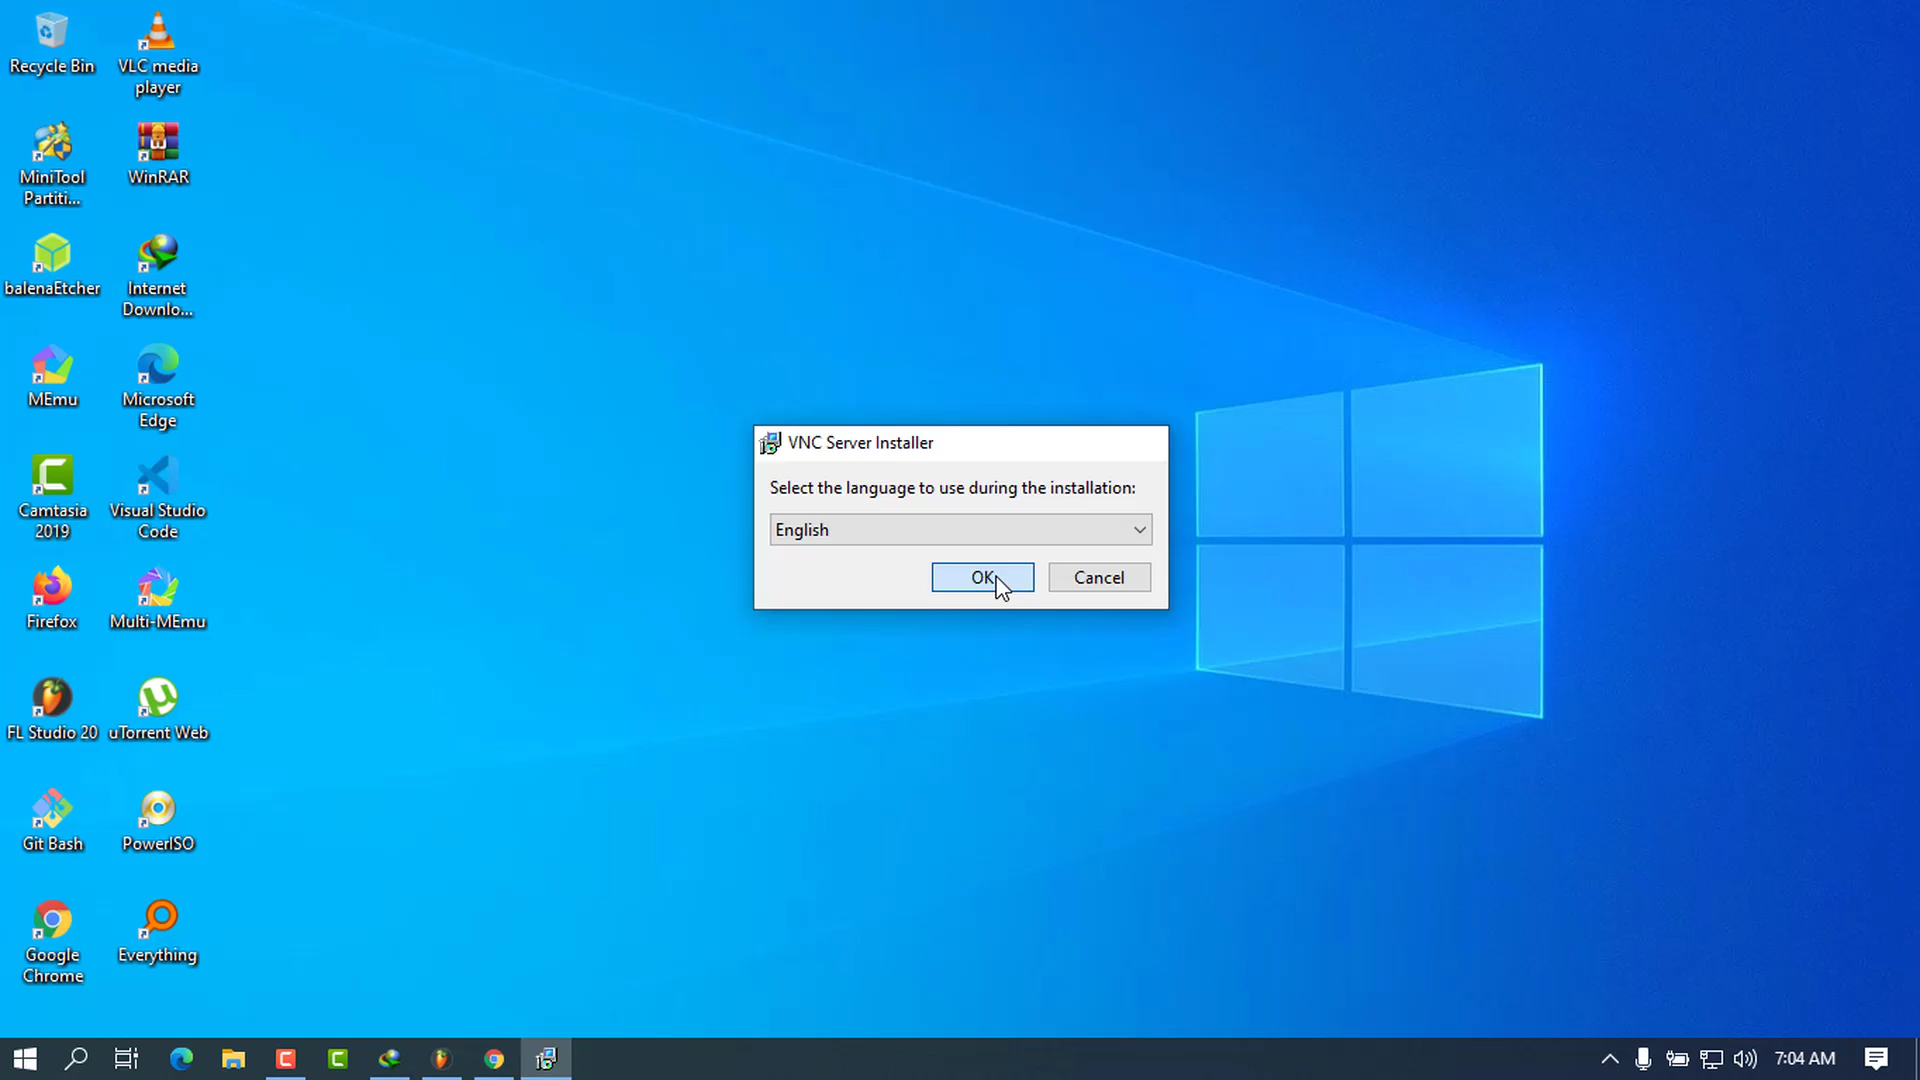 Recycle Bin
VLC media
player
MiniTool
Partiti...
WinRAR
balenaEtcher
Internet
Downlo...
MEmu
Microsoft
Edge
Camtasia
2019
Visual Studio
Code
Firefox
Multi-MEmu
FL Studio 20
uTorrent Web
Git Bash
PowerISO
Google
Chrome
Everything
VNC Server Installer
Select the language to use during the installation:
English
OK
Cancel
7:04 AM